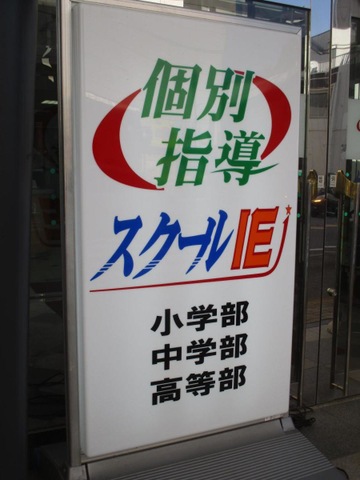 個別
指導
スクールIE
小学部
中学部
高等部